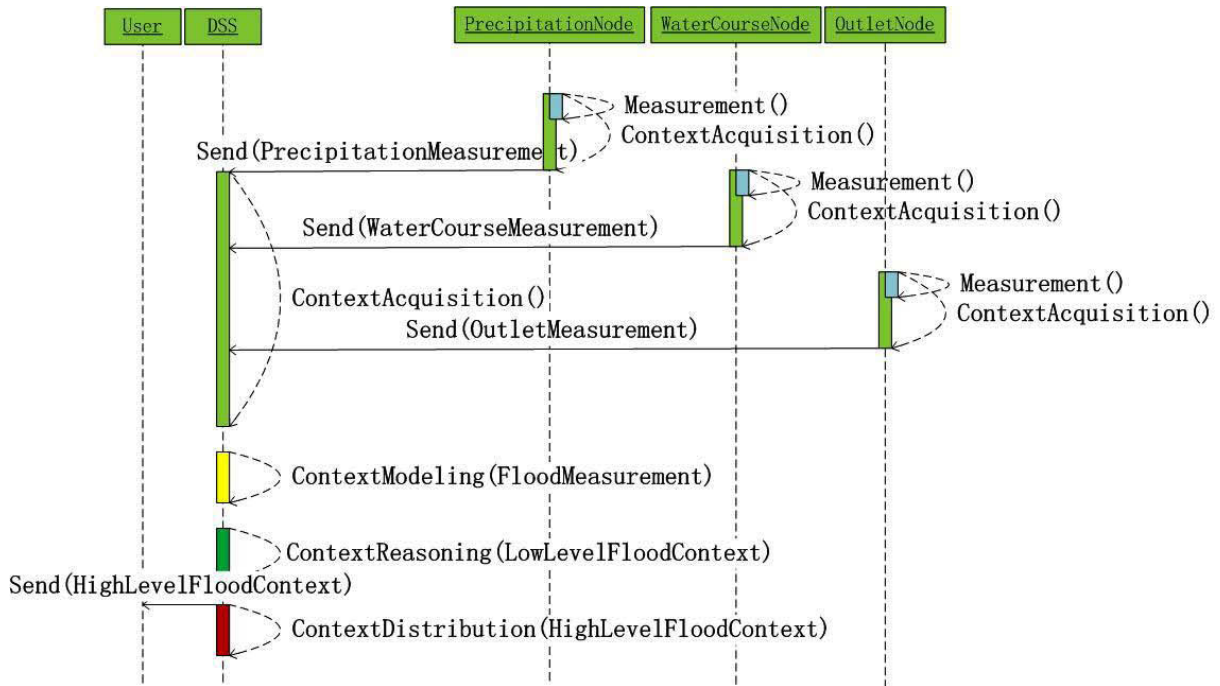 User
DSS
PrecipitationNode
WaterCourseNode
OutletNode
Measurement()
ContextAcquisition()
Send(PrecipitationMeasurement)
Measurement()
ContextAcquisition()
Send(WaterCourseMeasurement)
Measurement()
ContextAcquisition()
ContextAcquisition()
Send(OutletMeasurement)
ContextModeling(FloodMeasurement)
ContextReasoning(LowLevelFloodContext)
Send(HighLevelFloodContext)
ContextDistribution(HighLevelFloodContext)